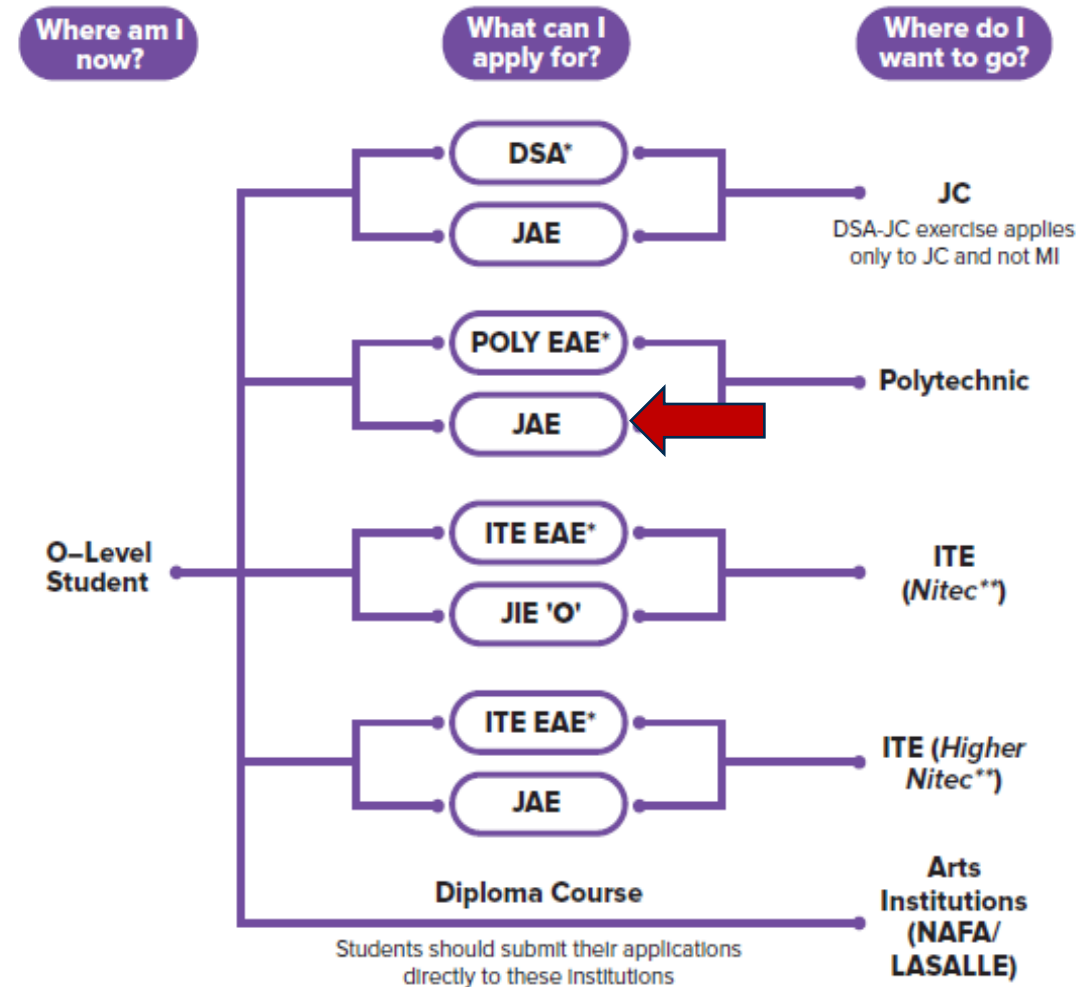 Where am I
now?
What can I
apply for?
Where do I
want to go?
DSA*
JAE
JC
DSA-JC exercise applies
only to JC and not MI
POLY EAE*
JAE
Polytechnic
O–Level
Student
ITE EAE*
JIE 'O'
ITE
(Nitec**)
ITE EAE*
JAE
ITE (Higher
Nitec**)
Diploma Course
Students should submit their applications
directly to these institutions
Arts
Institutions
(NAFA/
LASALLE)